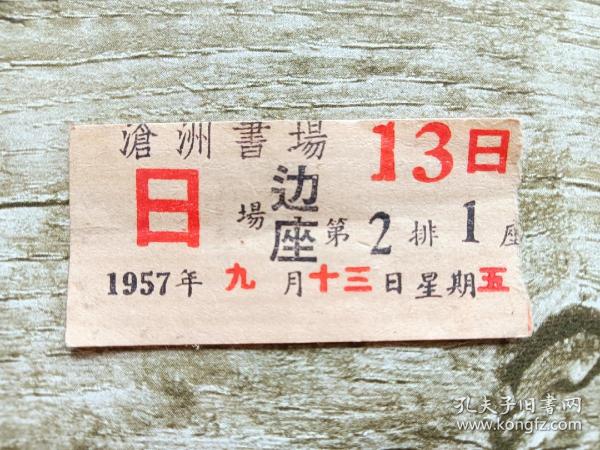 滄洲書場 13日
日場 边座 第2排1座
1957年九月十三日星期五
孔夫子旧書网
www.kongfz.com